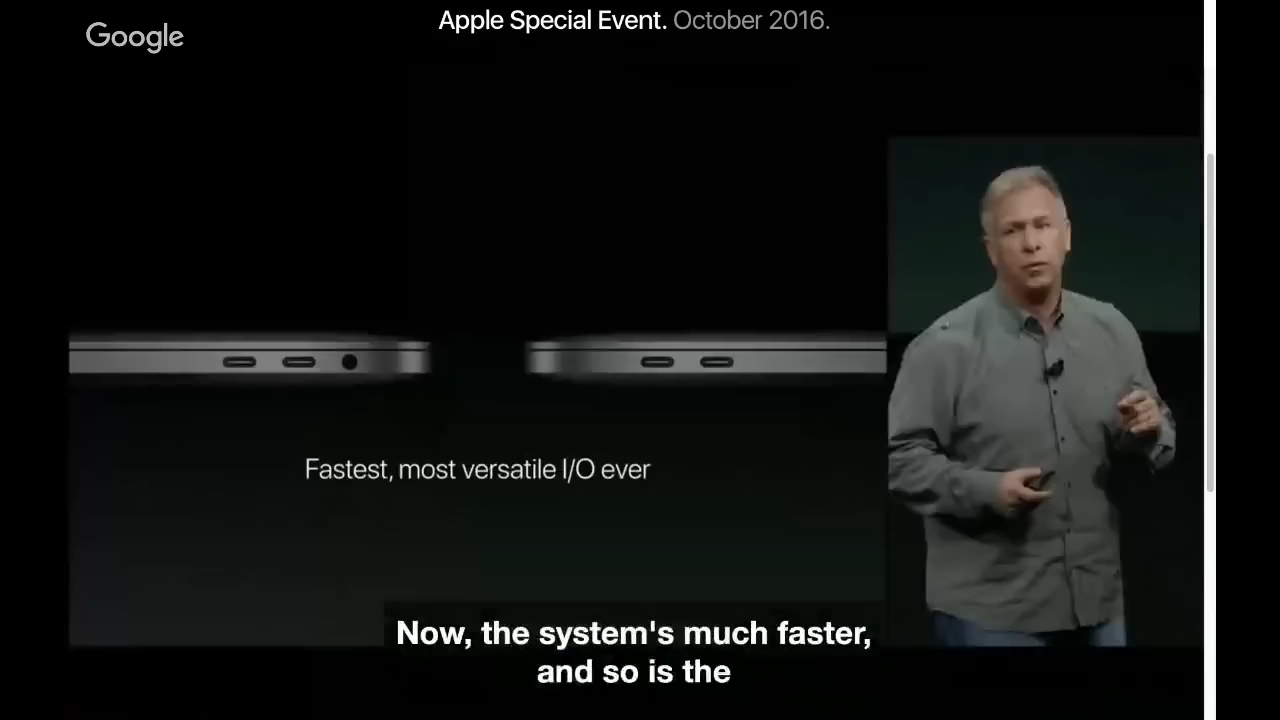 Apple Special Event. October 2016.
Google
Fastest, most versatile I/O ever
Now, the system's much faster,
and so is the